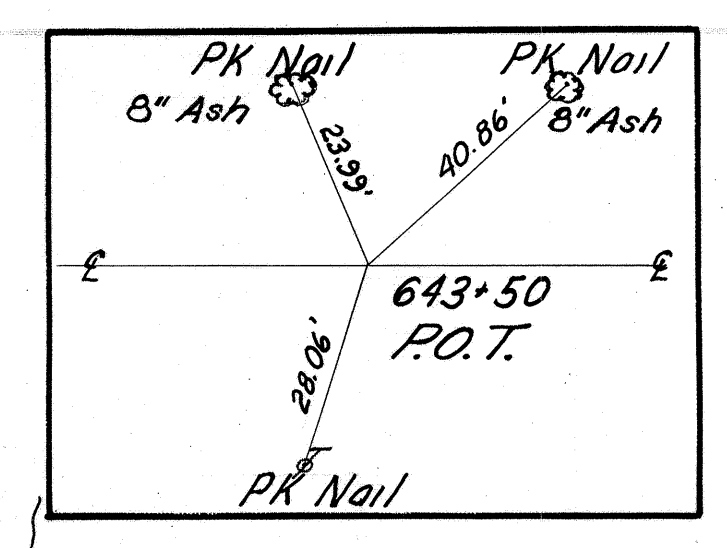 PK Nail
PK Nail
8" Ash
8" Ash
23.99'
40.86'
℄
℄
643+50
P.O.T.
28.06'
PK Nail